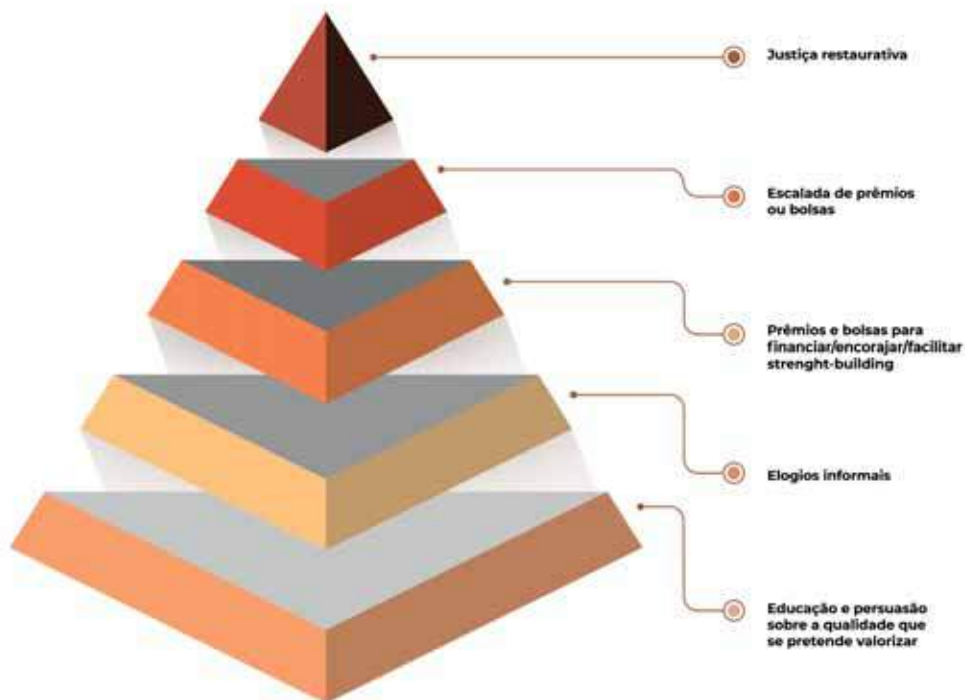 Justiça restaurativa
Escalada de prêmios
ou bolsas
Prêmios e bolsas para
financiar/encorajar/facilitar
strenght-building
Elogios informais
Educação e persuasão
sobre a qualidade que
se pretende valorizar